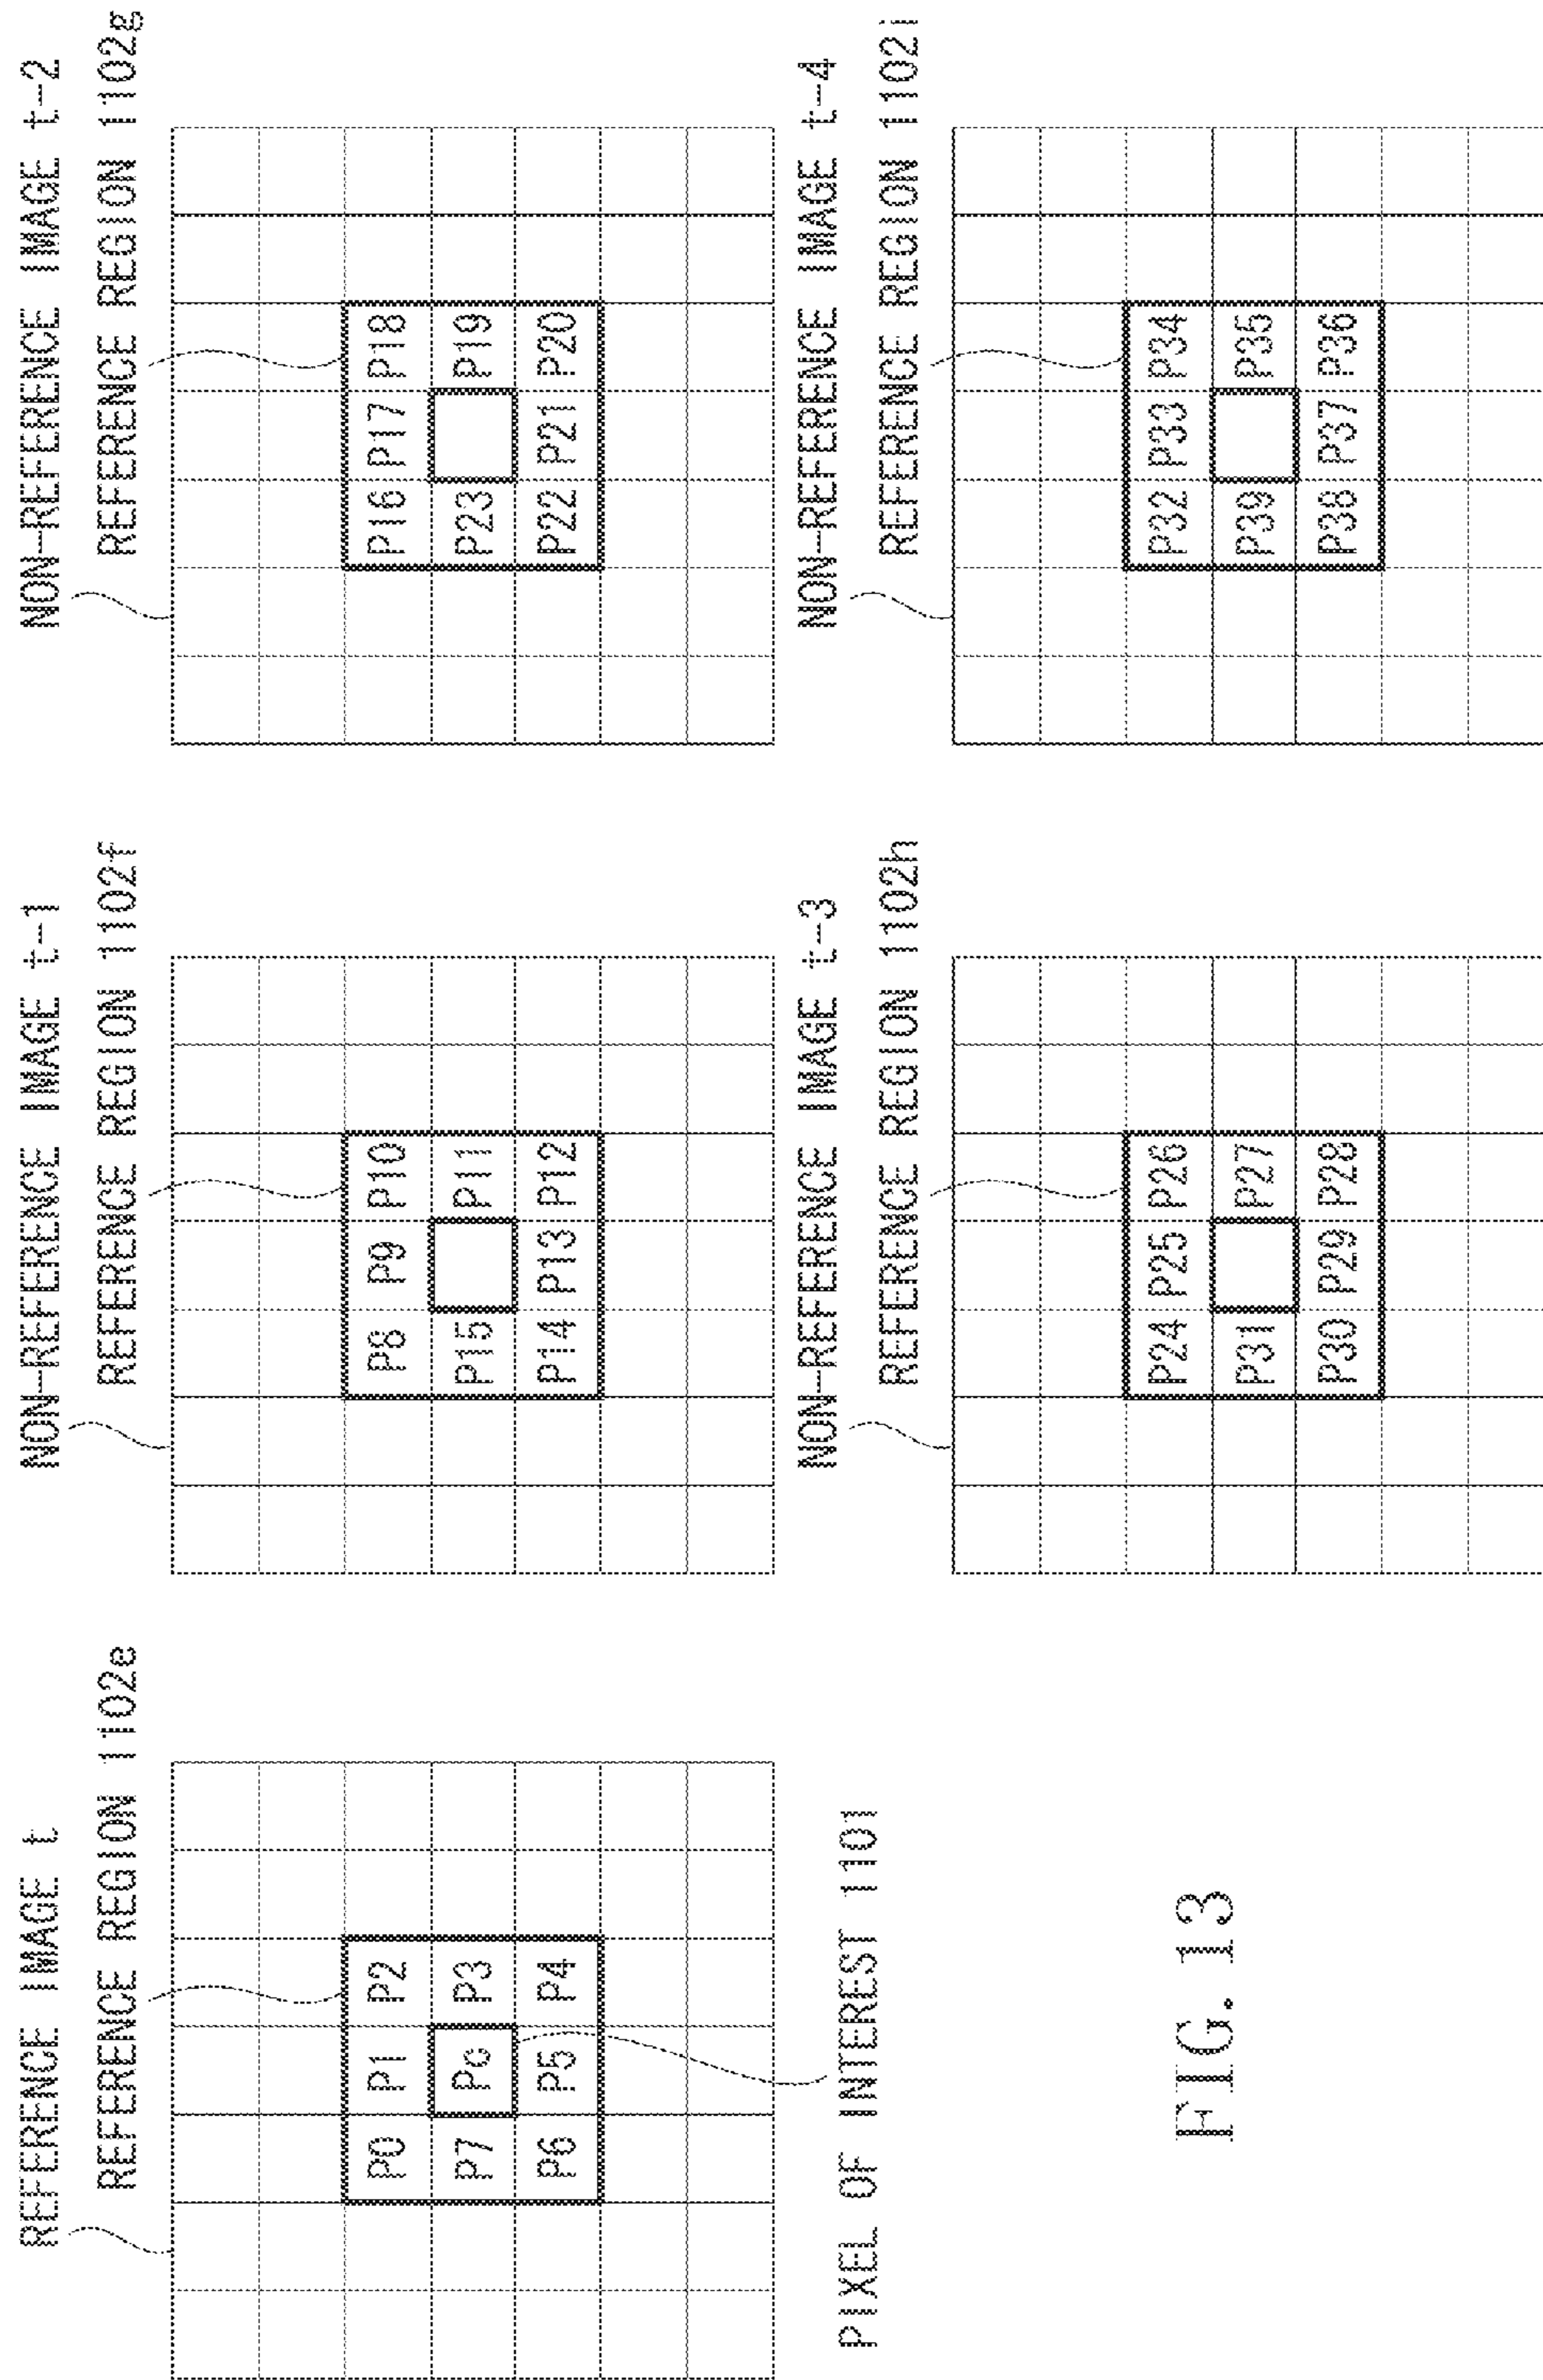 REFERENCE IMAGE t
REFERENCE REGION 1102e
P0 P1 P2
P7 Pc P3
P6 P5 P4
PIXEL OF INTEREST 1101
NON-REFERENCE IMAGE t-1
REFERENCE REGION 1102f
P8 P9 P10
P15 P11
P14 P13 P12
NON-REFERENCE IMAGE t-2
REFERENCE REGION 1102g
P16 P17 P18
P23 P19
P22 P21 P20
NON-REFERENCE IMAGE t-3
REFERENCE REGION 1102h
P24 P25 P26
P31 P27
P30 P29 P28
NON-REFERENCE IMAGE t-4
REFERENCE REGION 1102i
P32 P33 P34
P39 P35
P38 P37 P36
FIG. 13